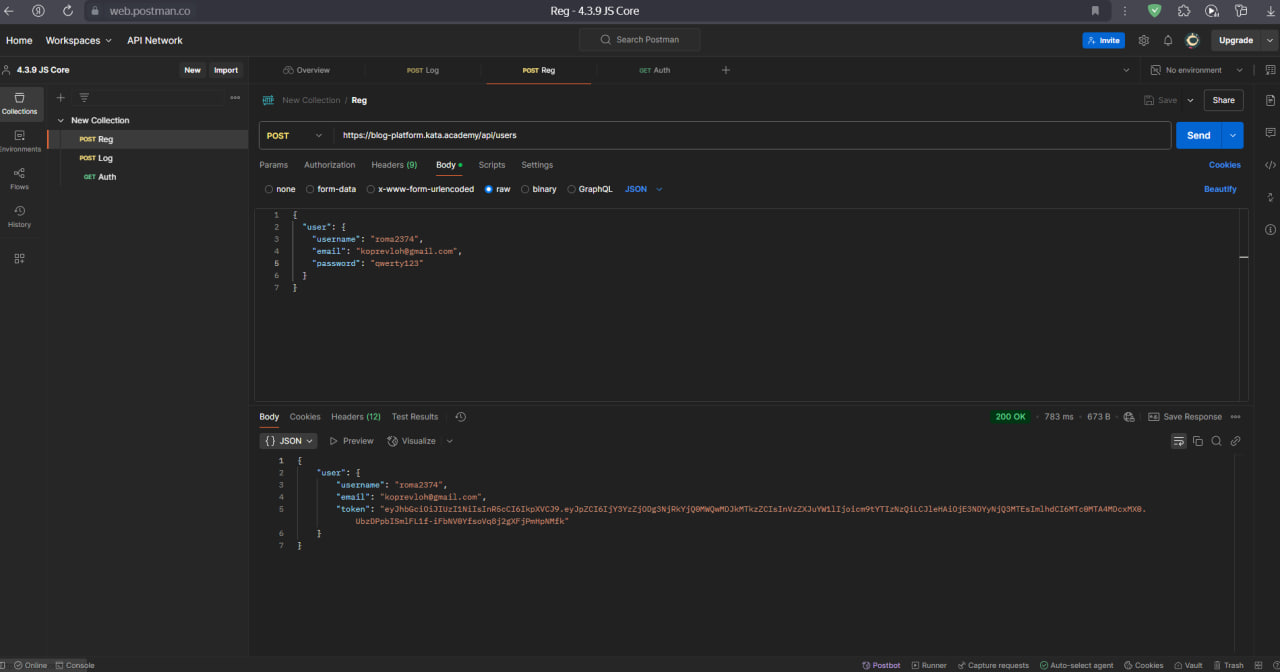 web.postman.co
Reg - 4.3.9 JS Core
Home Workspaces API Network
Search Postman
Invite Upgrade
4.3.9 JS Core New Import
Overview POST Log POST Reg GET Auth
No environment
Collections
Environments
Flows
History
New Collection
POST Reg
POST Log
GET Auth
New Collection / Reg
Save Share
POST https://blog-platform.kata.academy/api/users Send
Params Authorization Headers (9) Body Scripts Settings Cookies
none form-data x-www-form-urlencoded raw binary GraphQL JSON Beautify
1 {
2 "user": {
3 "username": "roma2374",
4 "email": "koprevloh@gmail.com",
5 "password": "qwerty123"
6 }
7 }
Body Cookies Headers (12) Test Results
200 OK 783 ms 673 B Save Response
{} JSON Preview Visualize
1 {
2 "user": {
3 "username": "roma2374",
4 "email": "koprevloh@gmail.com",
5 "token":
6 }
7 }
Online Console
Postbot Runner Capture requests Auto-select agent Cookies Vault Trash